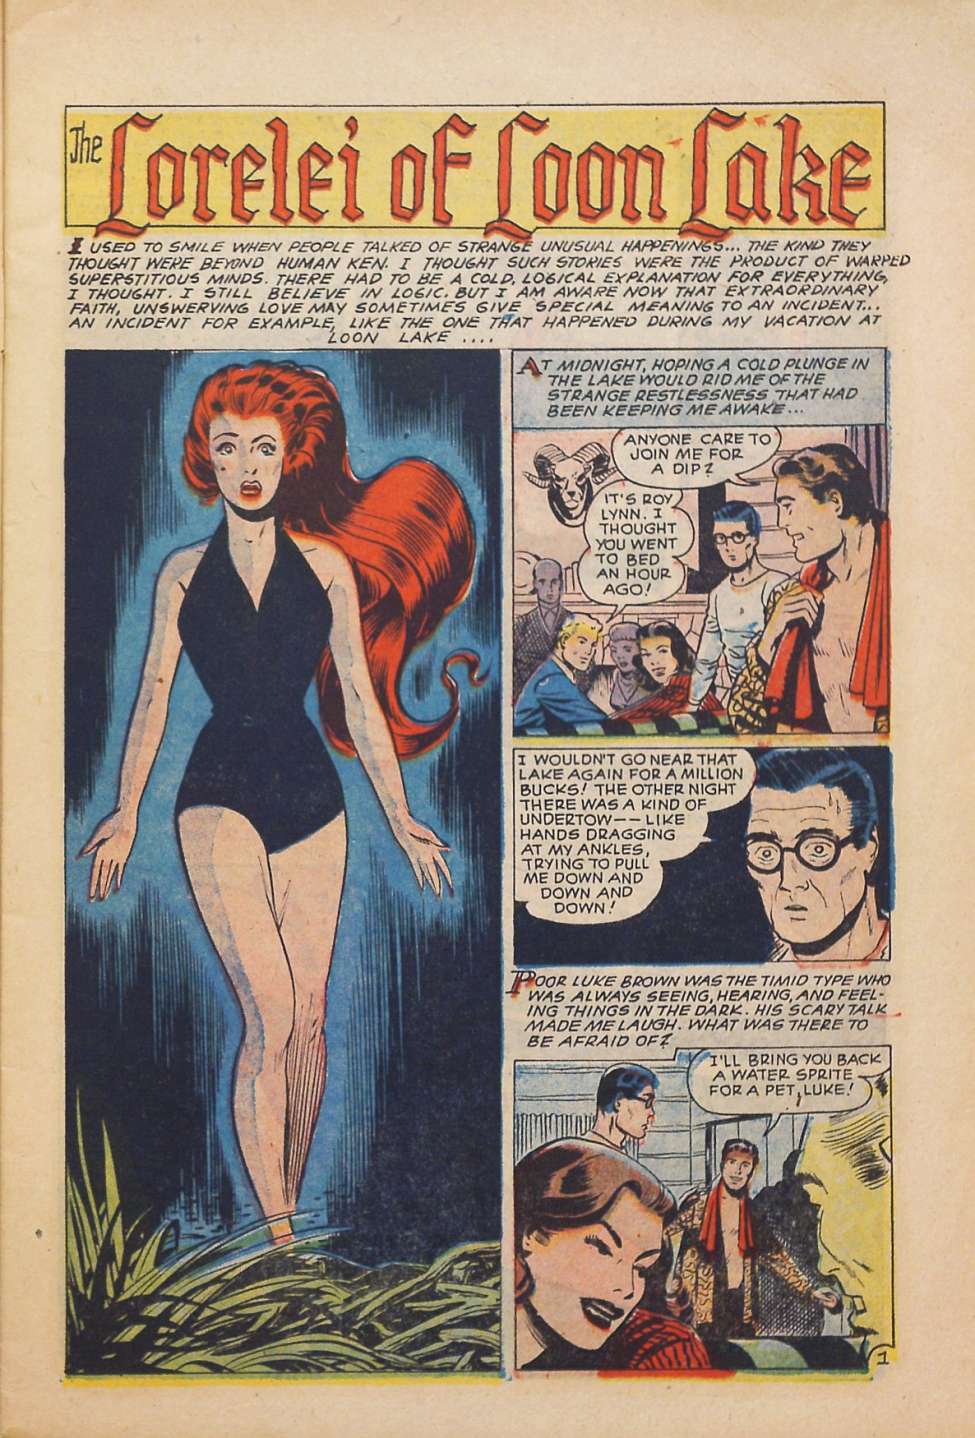 The Lorelei of Loon Lake
I USED TO SMILE WHEN PEOPLE TALKED OF STRANGE UNUSUAL HAPPENINGS... THE KIND THEY
THOUGHT WERE BEYOND HUMAN KEN. I THOUGHT SUCH STORIES WERE THE PRODUCT OF WARPED
SUPERSTITIOUS MINDS. THERE HAD TO BE A COLD, LOGICAL EXPLANATION FOR EVERYTHING,
I THOUGHT. I STILL BELIEVE IN LOGIC. BUT I AM AWARE NOW THAT EXTRAORDINARY
FAITH, UNSWERVING LOVE MAY SOMETIMES GIVE SPECIAL MEANING TO AN INCIDENT...
AN INCIDENT FOR EXAMPLE, LIKE THE ONE THAT HAPPENED DURING MY VACATION AT
LOON LAKE ....
AT MIDNIGHT, HOPING A COLD PLUNGE IN
THE LAKE WOULD RID ME OF THE
STRANGE RESTLESSNESS THAT HAD
BEEN KEEPING ME AWAKE...
ANYONE CARE TO
JOIN ME FOR
A DIP?
IT'S ROY
LYNN. I
THOUGHT
YOU WENT
TO BED
AN HOUR
AGO!
I WOULDN'T GO NEAR THAT
LAKE AGAIN FOR A MILLION
BUCKS! THE OTHER NIGHT
THERE WAS A KIND OF
UNDERTOW-- LIKE
HANDS DRAGGING
AT MY ANKLES,
TRYING TO PULL
ME DOWN AND
DOWN AND
DOWN!
POOR LUKE BROWN WAS THE TIMID TYPE WHO
WAS ALWAYS SEEING, HEARING, AND FEEL-
ING THINGS IN THE DARK. HIS SCARY TALK
MADE ME LAUGH. WHAT WAS THERE TO
BE AFRAID OF?
I'LL BRING YOU BACK
A WATER SPRITE
FOR A PET, LUKE!
1